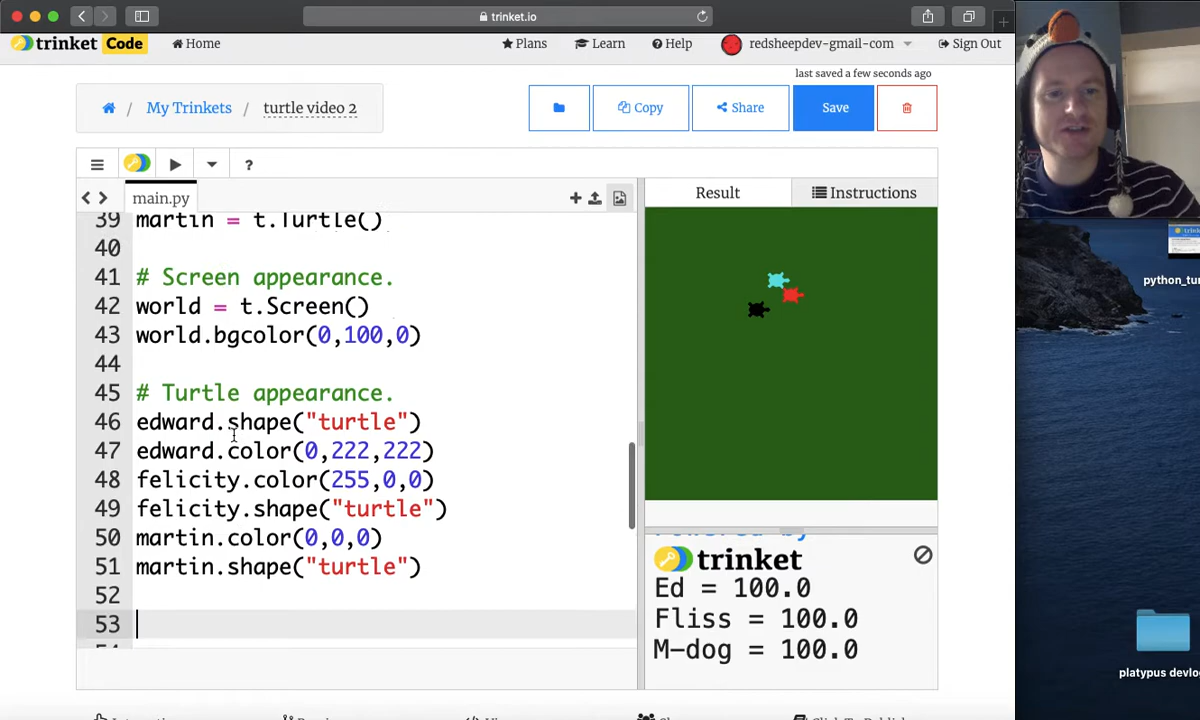 trinket.io
trinket Code Home Plans Learn Help redsheepdev-gmail-com Sign Out
last saved a few seconds ago
/ My Trinkets / turtle video 2 Copy Share Save
?
main.py
Result Instructions
39 martin = t.Turtle()
40
41 # Screen appearance.
42 world = t.Screen()
43 world.bgcolor(0,100,0)
44
45 # Turtle appearance.
46 edward.shape("turtle")
47 edward.color(0,222,222)
48 felicity.color(255,0,0)
49 felicity.shape("turtle")
50 martin.color(0,0,0)
51 martin.shape("turtle")
52
53
Powered by
trinket
Ed = 100.0
Fliss = 100.0
M-dog = 100.0
python_tu
platypus devlo